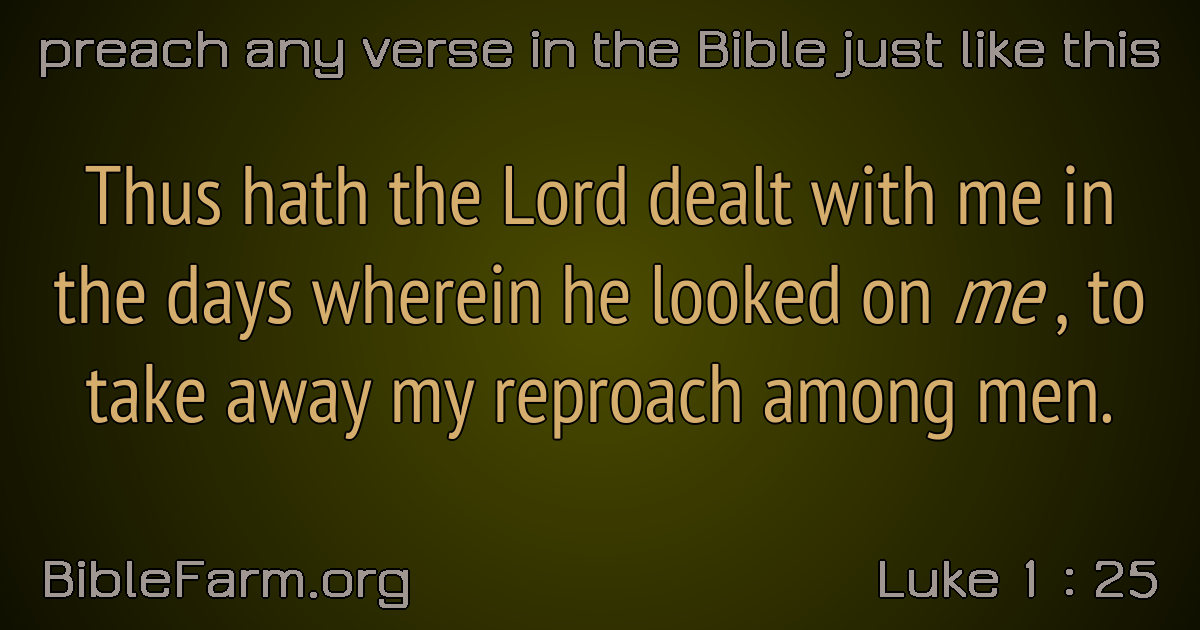 preach any verse in the Bible just like this
Thus hath the Lord dealt with me in
the days wherein he looked on me , to
take away my reproach among men.
BibleFarm.org
Luke 1 : 25